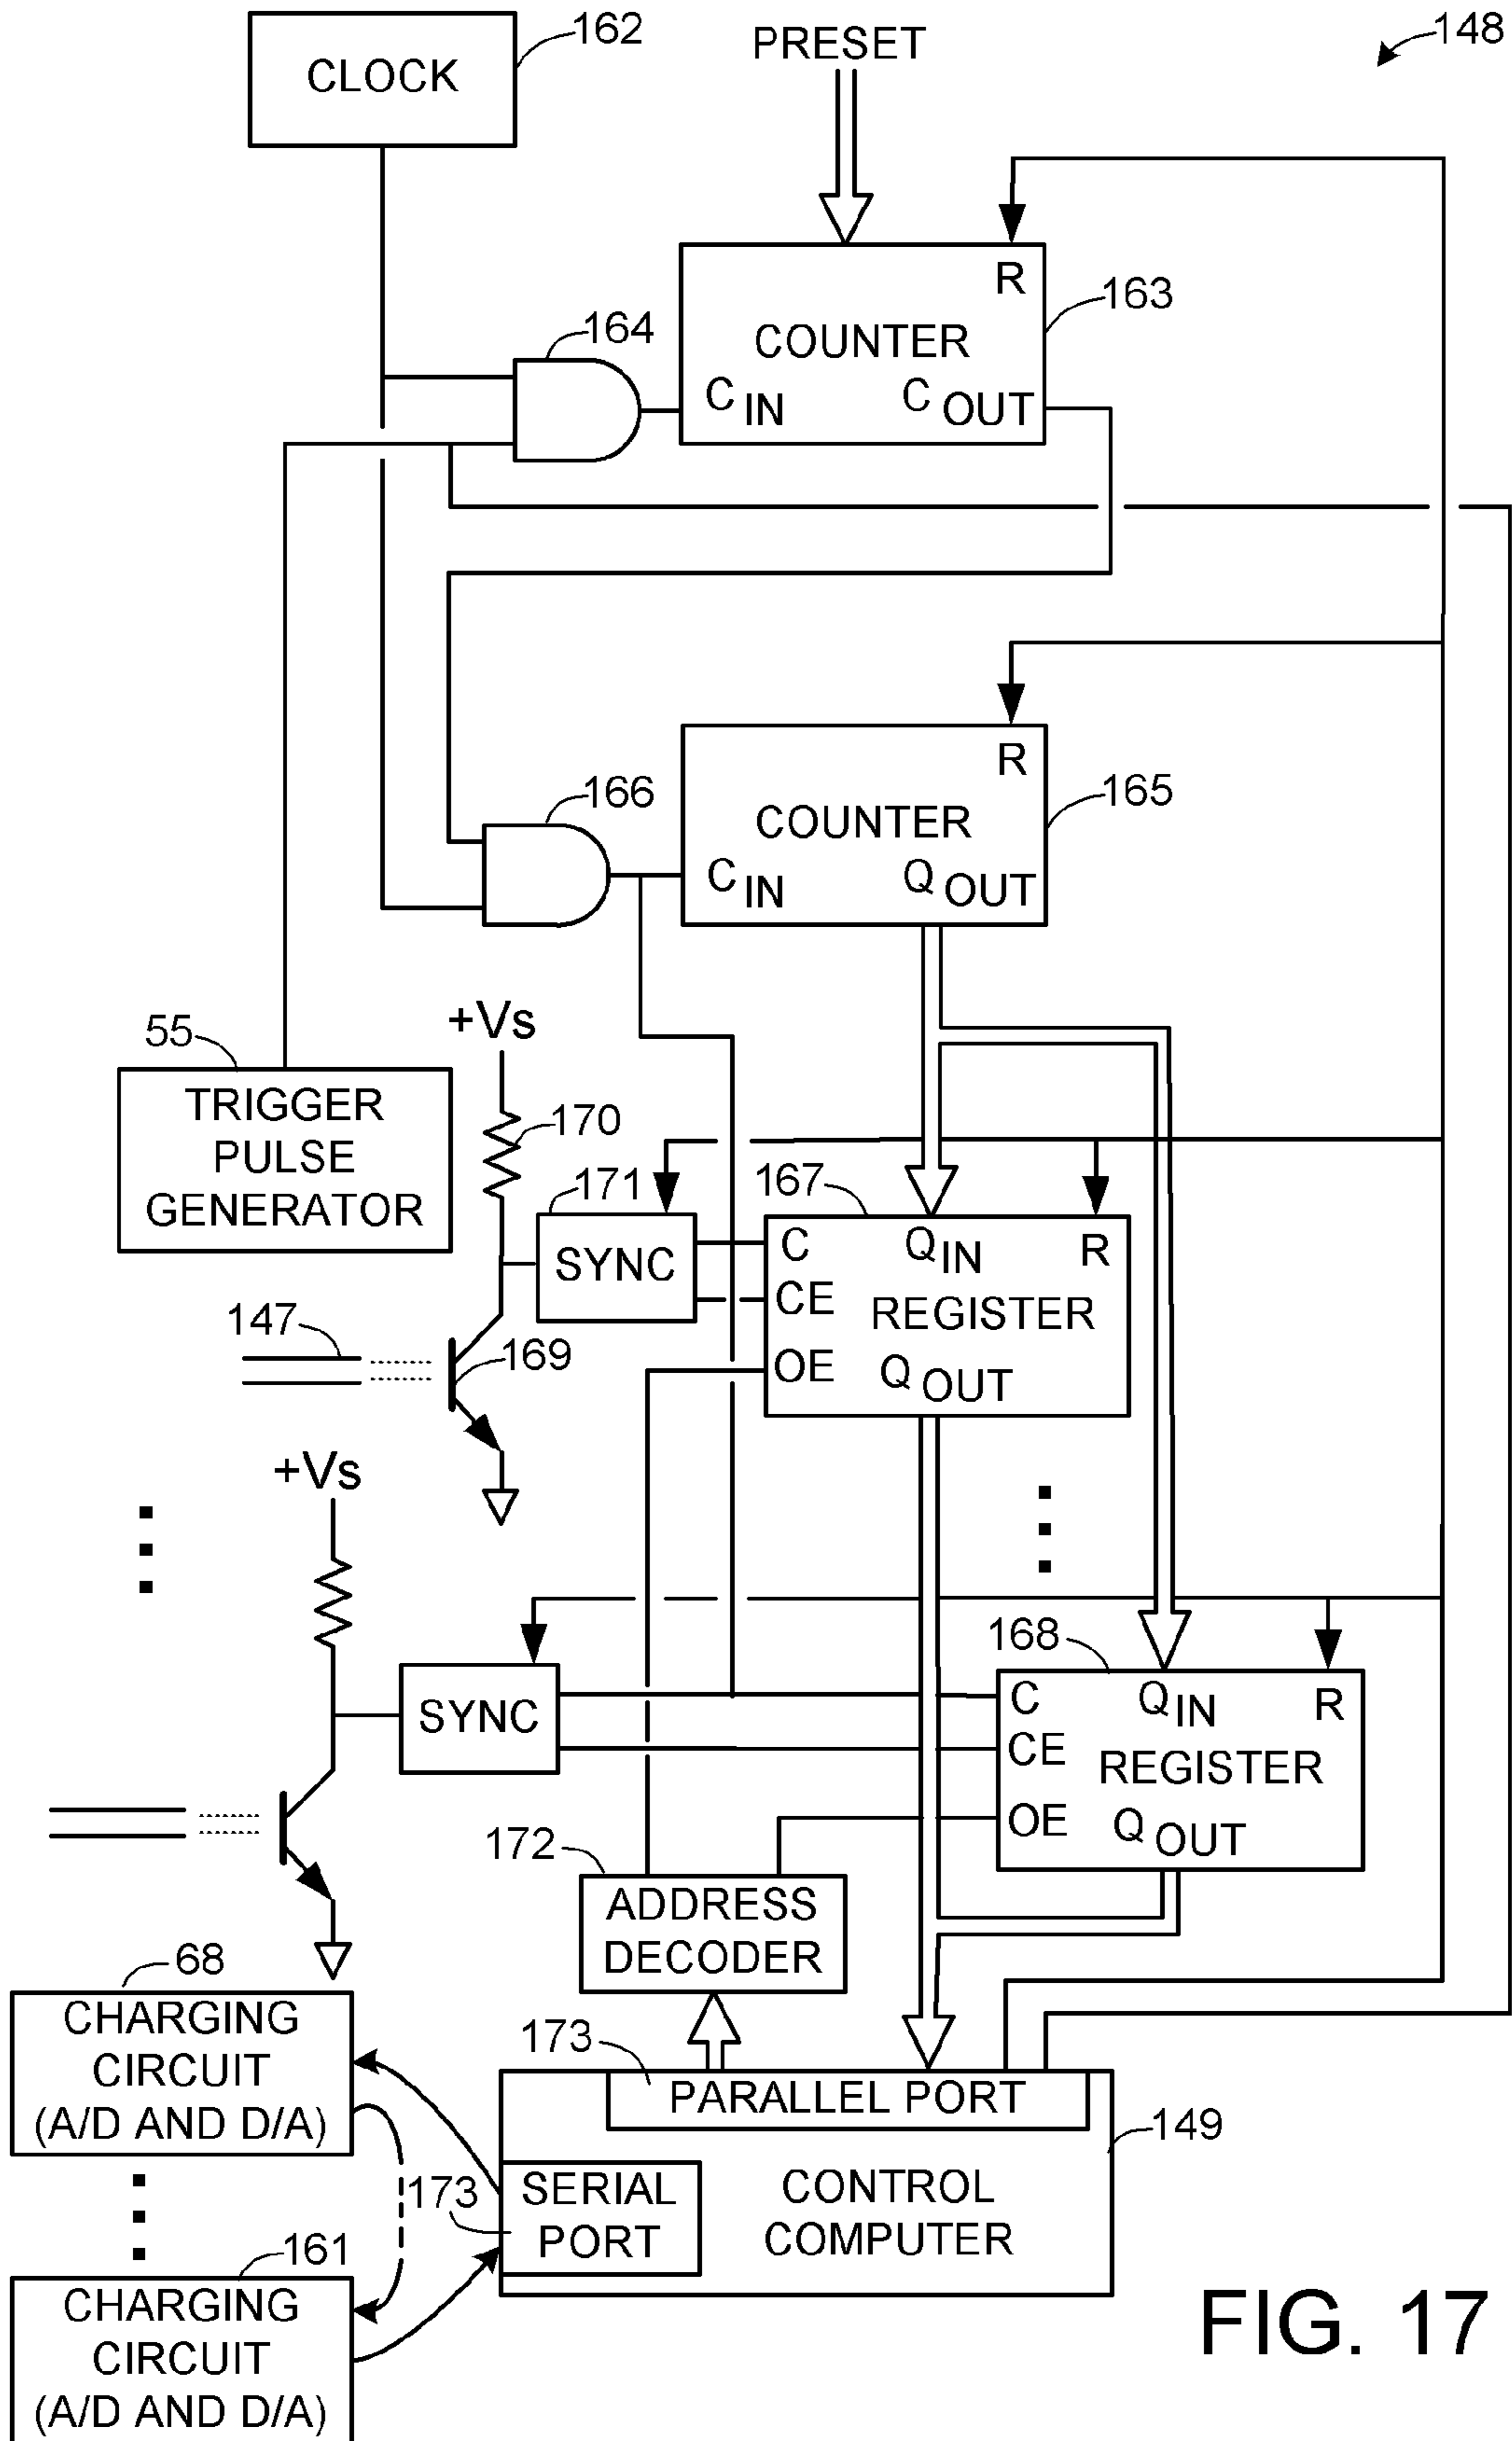 162
CLOCK
PRESET
148
R
163
164
COUNTER
C IN
C OUT
R
166
165
COUNTER
C IN
Q OUT
+Vs
55
TRIGGER
PULSE
GENERATOR
170
171
167
SYNC
C
Q IN
R
CE
REGISTER
OE
Q OUT
147
169
+Vs
168
SYNC
C
Q IN
R
CE
REGISTER
OE
Q OUT
172
ADDRESS
DECODER
68
CHARGING
CIRCUIT
(A/D AND D/A)
173
PARALLEL PORT
149
173
SERIAL
PORT
CONTROL
COMPUTER
161
CHARGING
CIRCUIT
(A/D AND D/A)
FIG. 17